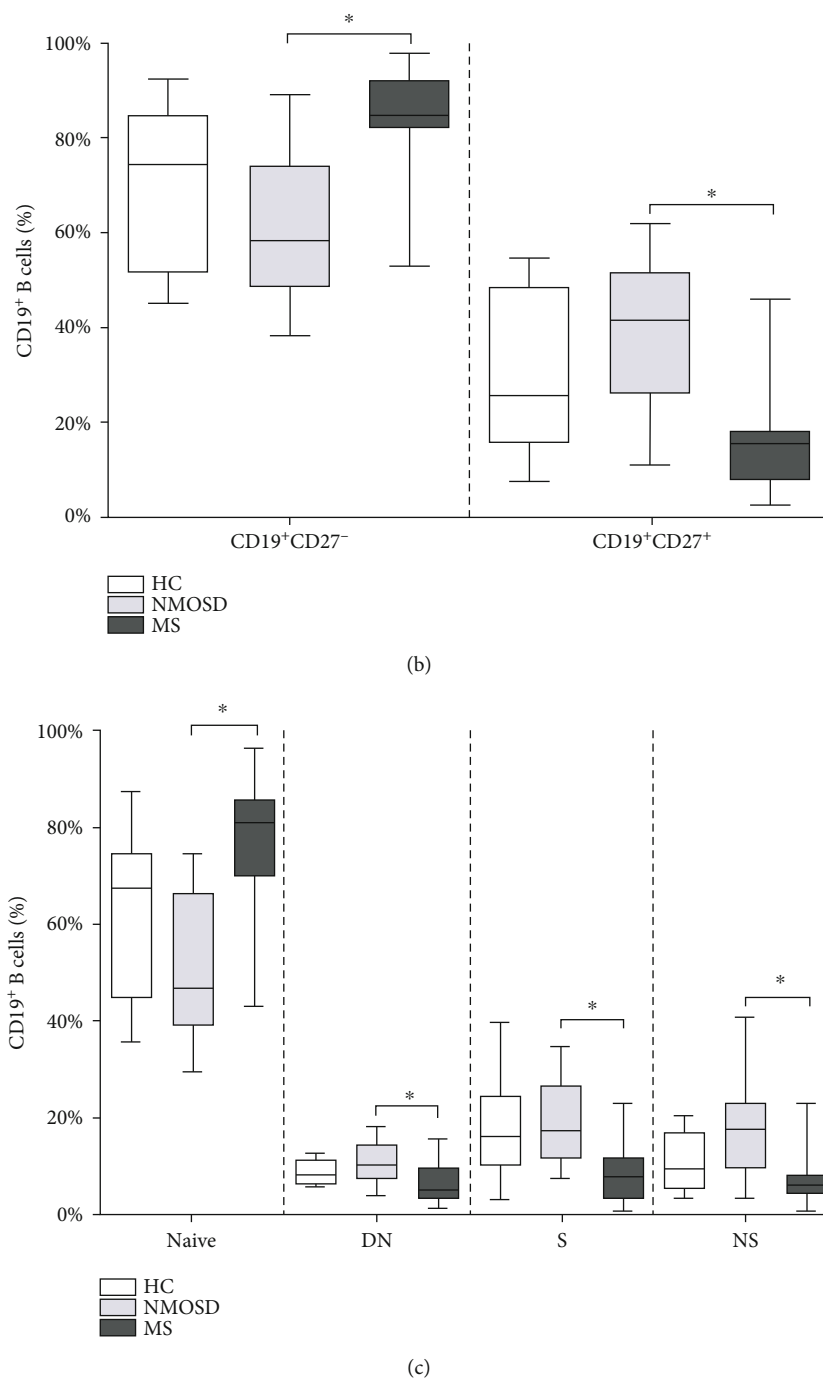 *
*
100%
80%
60%
40%
20%
0%
CD19⁺ B cells (%)
CD19⁺CD27⁻
CD19⁺CD27⁺
HC
NMOSD
MS
(b)
*
*
*
*
100%
80%
60%
40%
20%
0%
CD19⁺ B cells (%)
Naive
DN
S
NS
HC
NMOSD
MS
(c)